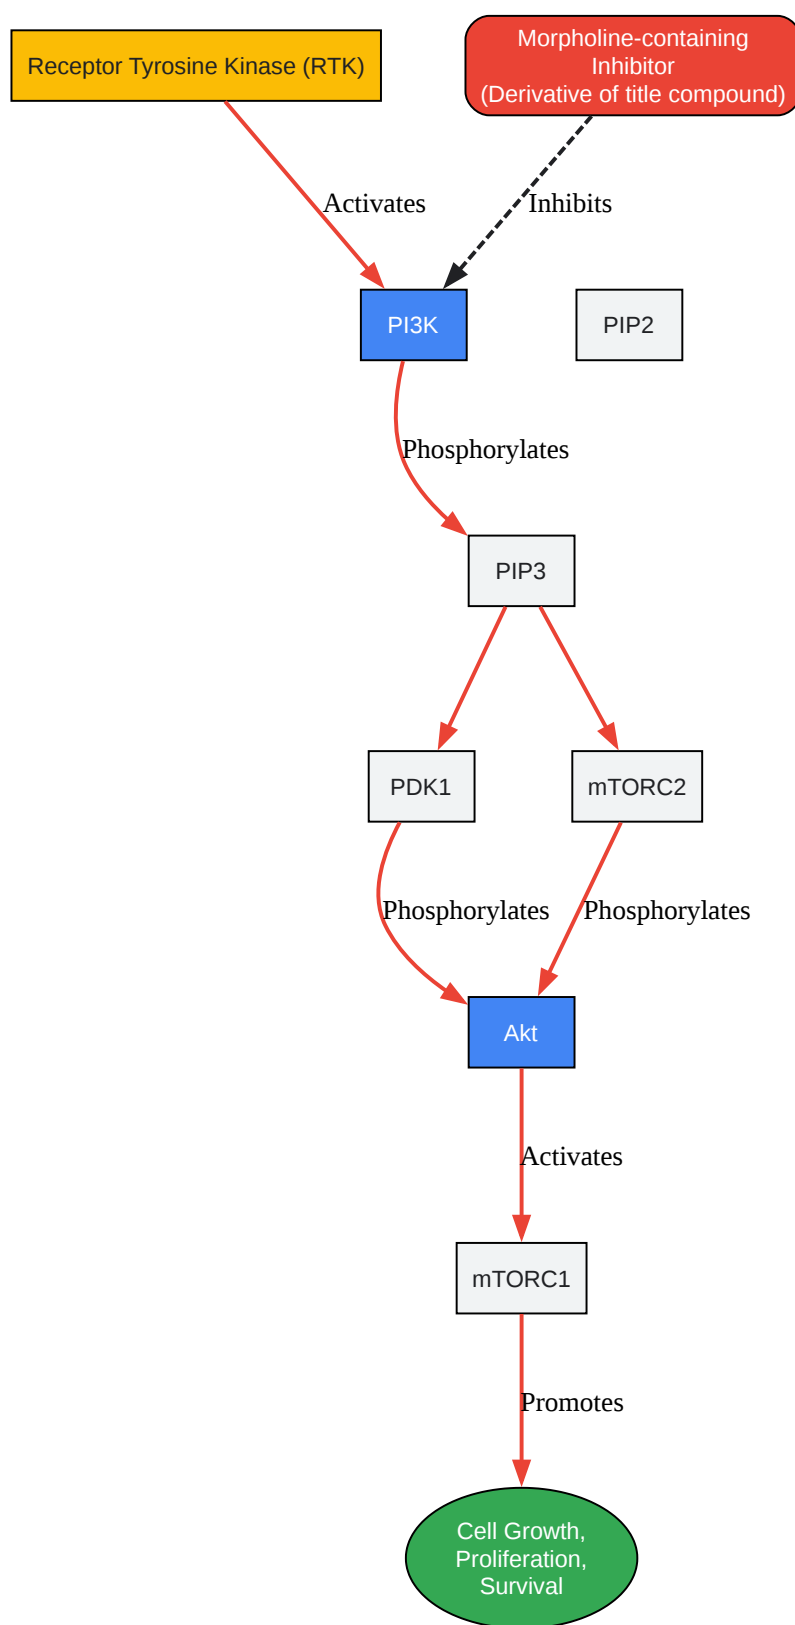 Receptor Tyrosine Kinase (RTK)
Morpholine-containing
Inhibitor
(Derivative of title compound)
Activates
Inhibits
PI3K
PIP2
Phosphorylates
PIP3
PDK1
mTORC2
Phosphorylates
Phosphorylates
Akt
Activates
mTORC1
Promotes
Cell Growth,
Proliferation,
Survival